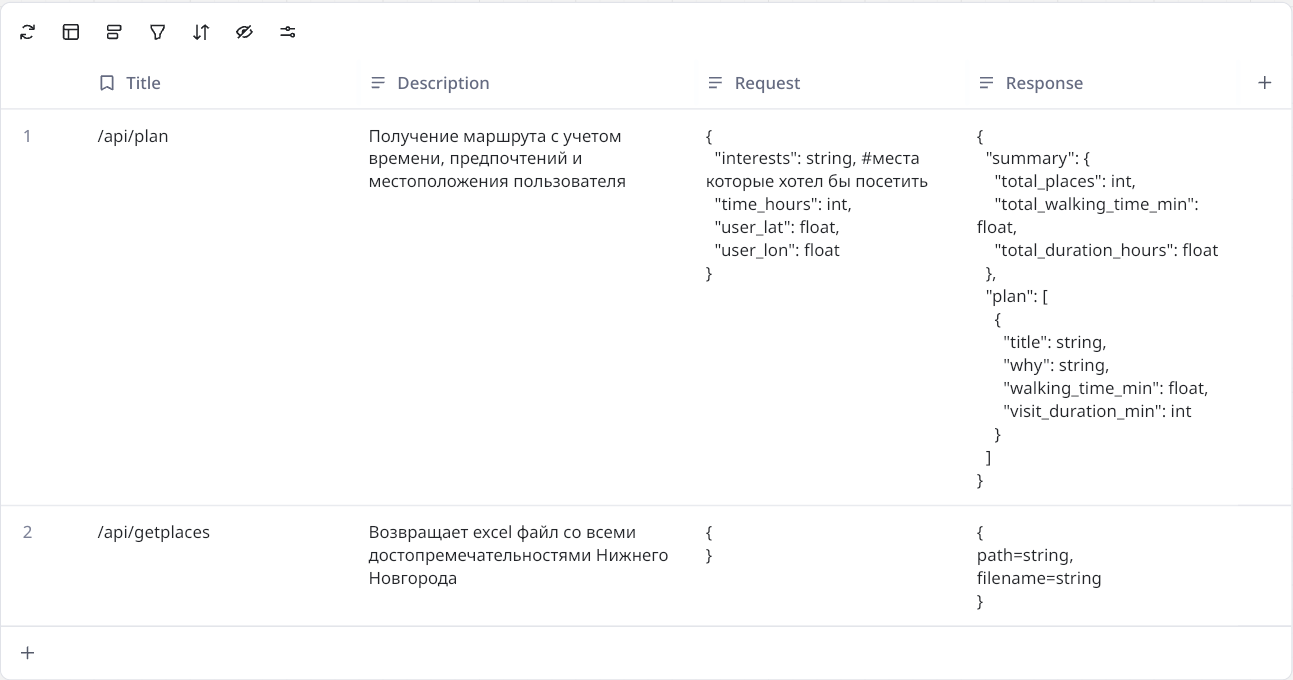 Title
Description
Request
Response
1
/api/plan
Получение маршрута с учетом
времени, предпочтений и
местоположения пользователя
{
"interests": string, #места
которые хотел бы посетить
"time_hours": int,
"user_lat": float,
"user_lon": float
}
{
"summary": {
"total_places": int,
"total_walking_time_min":
float,
"total_duration_hours": float
},
"plan": [
{
"title": string,
"why": string,
"walking_time_min": float,
"visit_duration_min": int
}
]
}
2
/api/getplaces
Возвращает excel файл со всеми
достопремечательностями Нижнего
Новгорода
{
}
{
path=string,
filename=string
}